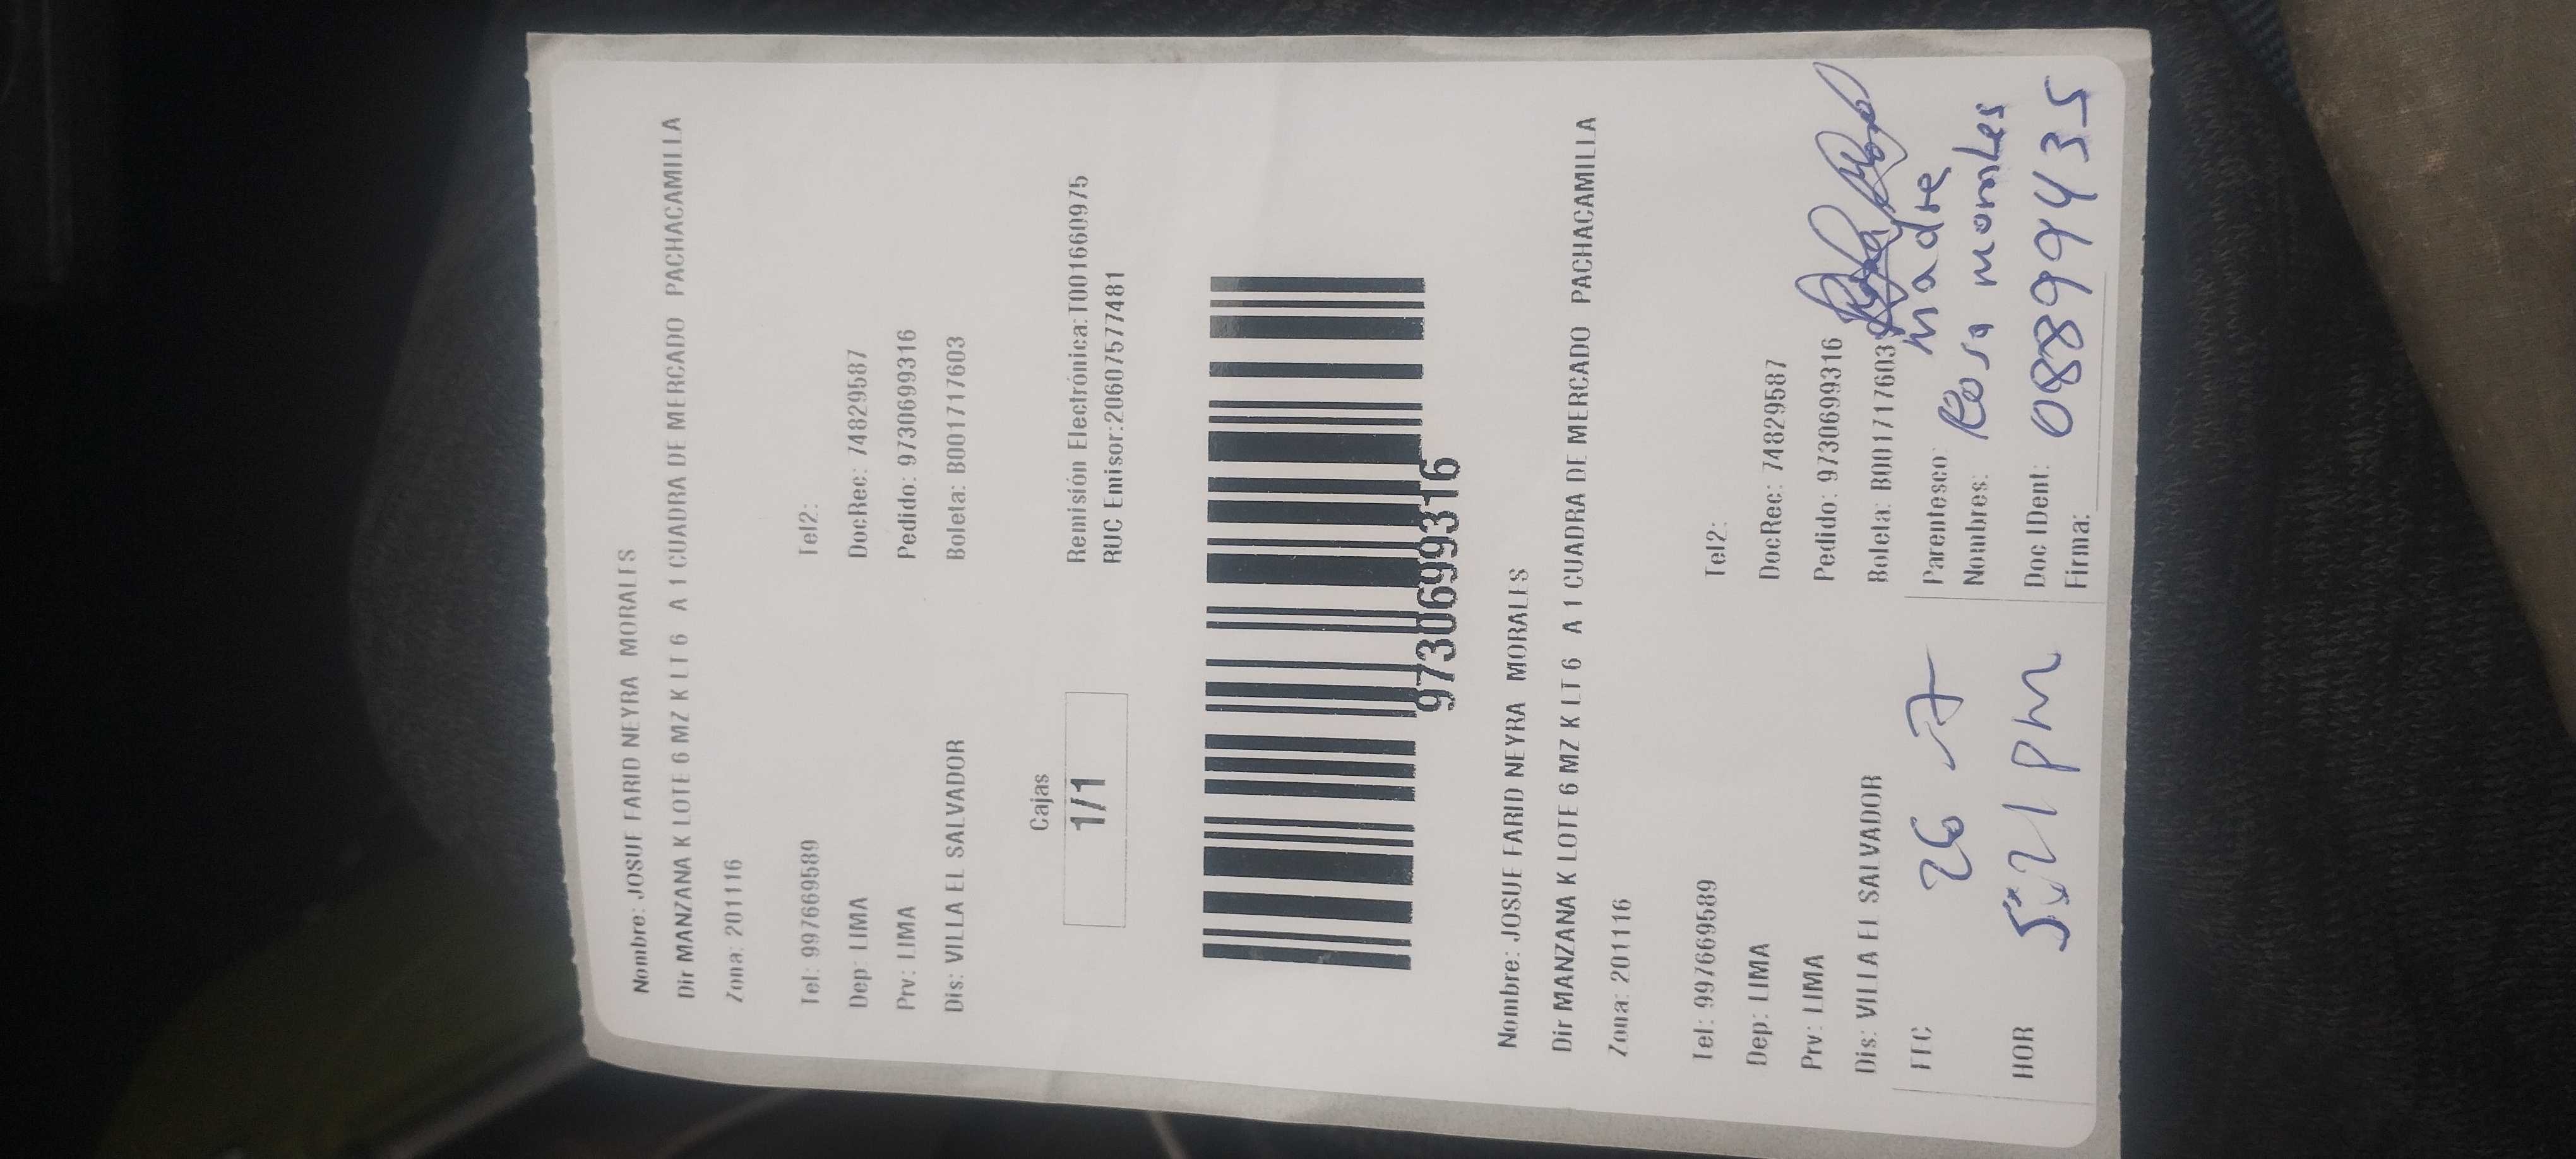 Nombre: JOSUE FARID NEYRA MORALES
Dir MANZANA K LOTE 6 MZ K LT 6 A 1 CUADRA DE MERCADO PACHACAMILLA
Zona: 201116
Tel: 997669589 Tel2:
Dep: LIMA DocRec: 74829587
Prv: LIMA Pedido: 9730699316
Dis: VILLA EL SALVADOR Boleta: B001717603
Cajas
1/1
Remisión Electrónica:T001660975
RUC Emisor:20607577481
9730699316
Nombre: JOSUE FARID NEYRA MORALES
Dir MANZANA K LOTE 6 MZ K LT 6 A 1 CUADRA DE MERCADO PACHACAMILLA
Zona: 201116
Tel: 997669589 Tel2:
Dep: LIMA DocRec: 74829587
Prv: LIMA Pedido: 9730699316
Dis: VILLA EL SALVADOR Boleta: B001717603
FEC 26 Parentesco: Madre
Nombres: Rosa morales
HOR 5:21 pm Doc IDent: 08899435
Firma: